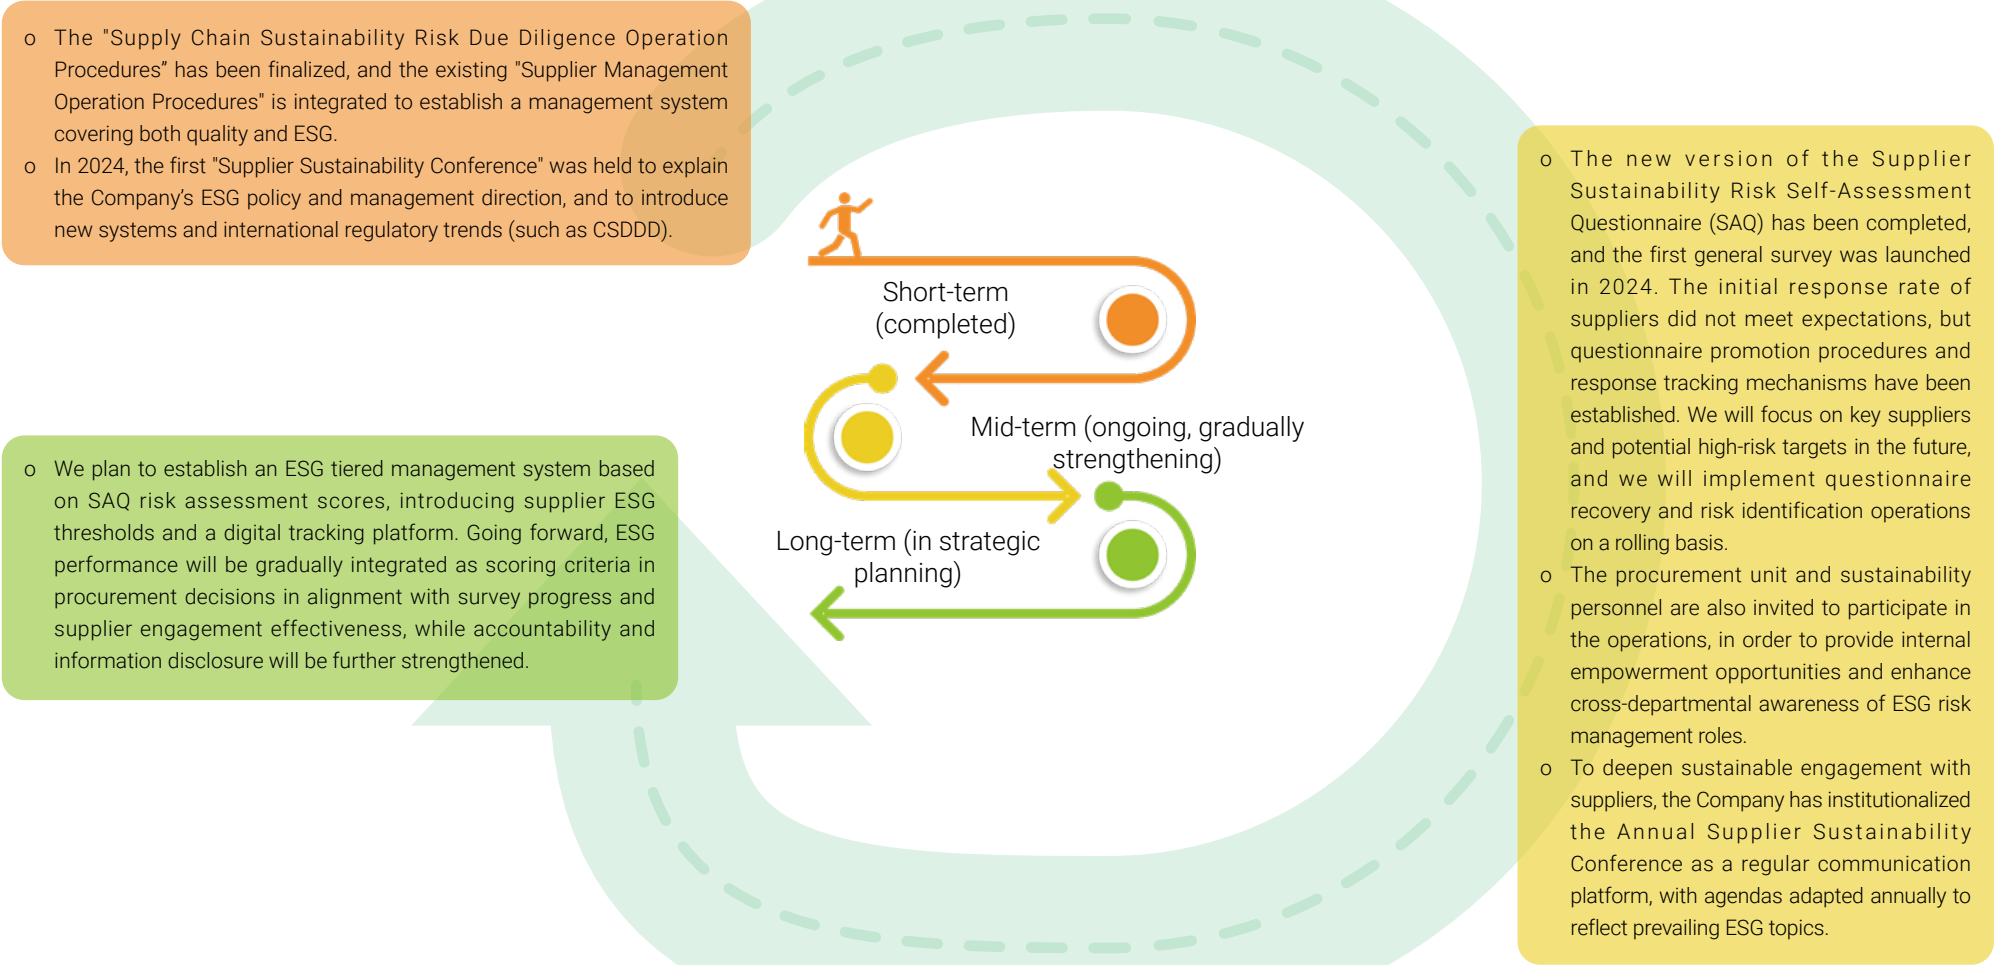 o The "Supply Chain Sustainability Risk Due Diligence Operation
Procedures” has been finalized, and the existing "Supplier Management
Operation Procedures" is integrated to establish a management system
covering both quality and ESG.
o In 2024, the first "Supplier Sustainability Conference" was held to explain
the Company’s ESG policy and management direction, and to introduce
new systems and international regulatory trends (such as CSDDD).
Short-term
(completed)
Mid-term (ongoing, gradually
strengthening)
Long-term (in strategic
planning)
o The new version of the Supplier
Sustainability Risk Self-Assessment
Questionnaire (SAQ) has been completed,
and the first general survey was launched
in 2024. The initial response rate of
suppliers did not meet expectations, but
questionnaire promotion procedures and
response tracking mechanisms have been
established. We will focus on key suppliers
and potential high-risk targets in the future,
and we will implement questionnaire
recovery and risk identification operations
on a rolling basis.
o The procurement unit and sustainability
personnel are also invited to participate in
the operations, in order to provide internal
empowerment opportunities and enhance
cross-departmental awareness of ESG risk
management roles.
o To deepen sustainable engagement with
suppliers, the Company has institutionalized
the Annual Supplier Sustainability
Conference as a regular communication
platform, with agendas adapted annually to
reflect prevailing ESG topics.
o We plan to establish an ESG tiered management system based
on SAQ risk assessment scores, introducing supplier ESG
thresholds and a digital tracking platform. Going forward, ESG
performance will be gradually integrated as scoring criteria in
procurement decisions in alignment with survey progress and
supplier engagement effectiveness, while accountability and
information disclosure will be further strengthened.